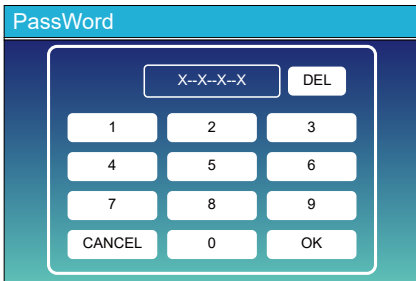 PassWord
X--X--X--X DEL
1 2 3
4 5 6
7 8 9
CANCEL 0 OK